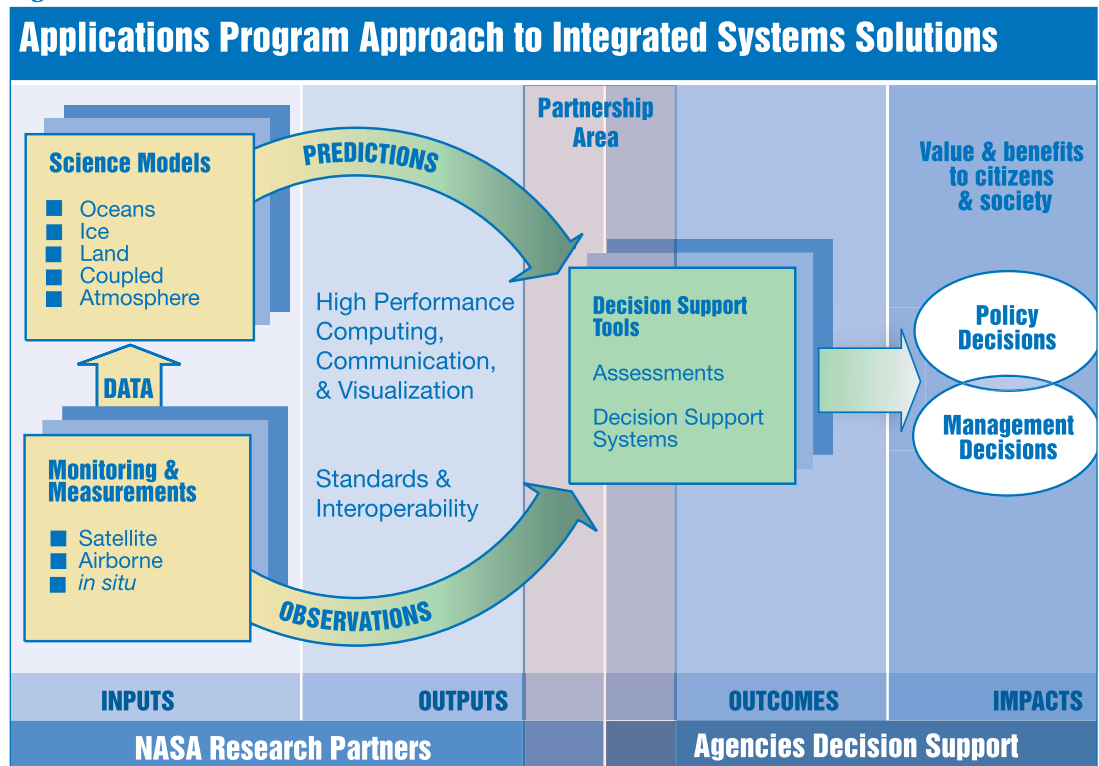 Applications Program Approach to Integrated Systems Solutions
Partnership
Area
PREDICTIONS
Science Models
Oceans
Ice
Land
Coupled
Atmosphere
DATA
Monitoring &
Measurements
Satellite
Airborne
in situ
OBSERVATIONS
High Performance
Computing,
Communication,
& Visualization
Standards &
Interoperability
Decision Support
Tools
Assessments
Decision Support
Systems
Value & benefits
to citizens
& society
Policy
Decisions
Management
Decisions
INPUTS
OUTPUTS
OUTCOMES
IMPACTS
NASA Research Partners
Agencies Decision Support